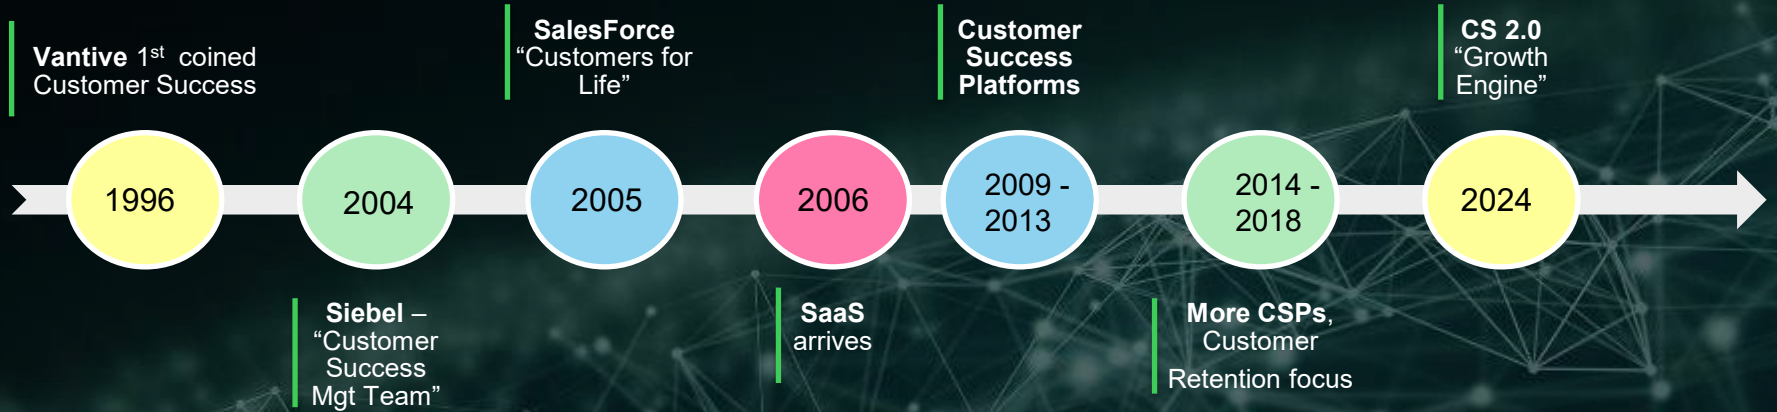 Vantive 1st coined
Customer Success
SalesForce
“Customers for
Life”
Customer
Success
Platforms
CS 2.0
“Growth
Engine”
1996
2004
2005
2006
2009 -
2013
2014 -
2018
2024
Siebel –
“Customer
Success
Mgt Team”
SaaS
arrives
More CSPs,
Customer
Retention focus